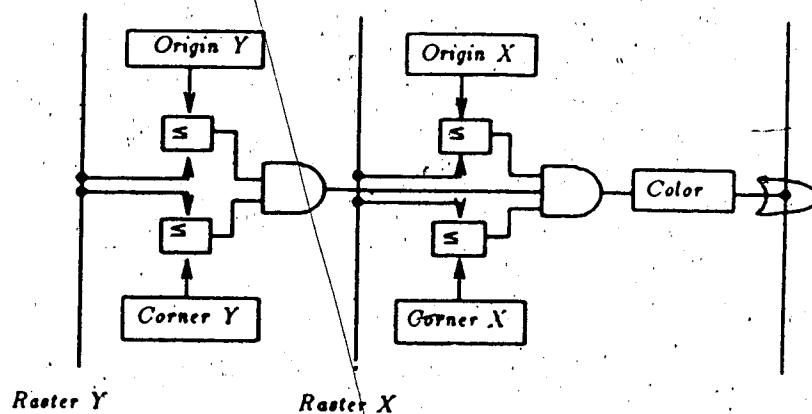 Origin Y
Origin X
≤
≤
Color
≤
≤
Corner Y
Corner X
Raster Y
Raster X